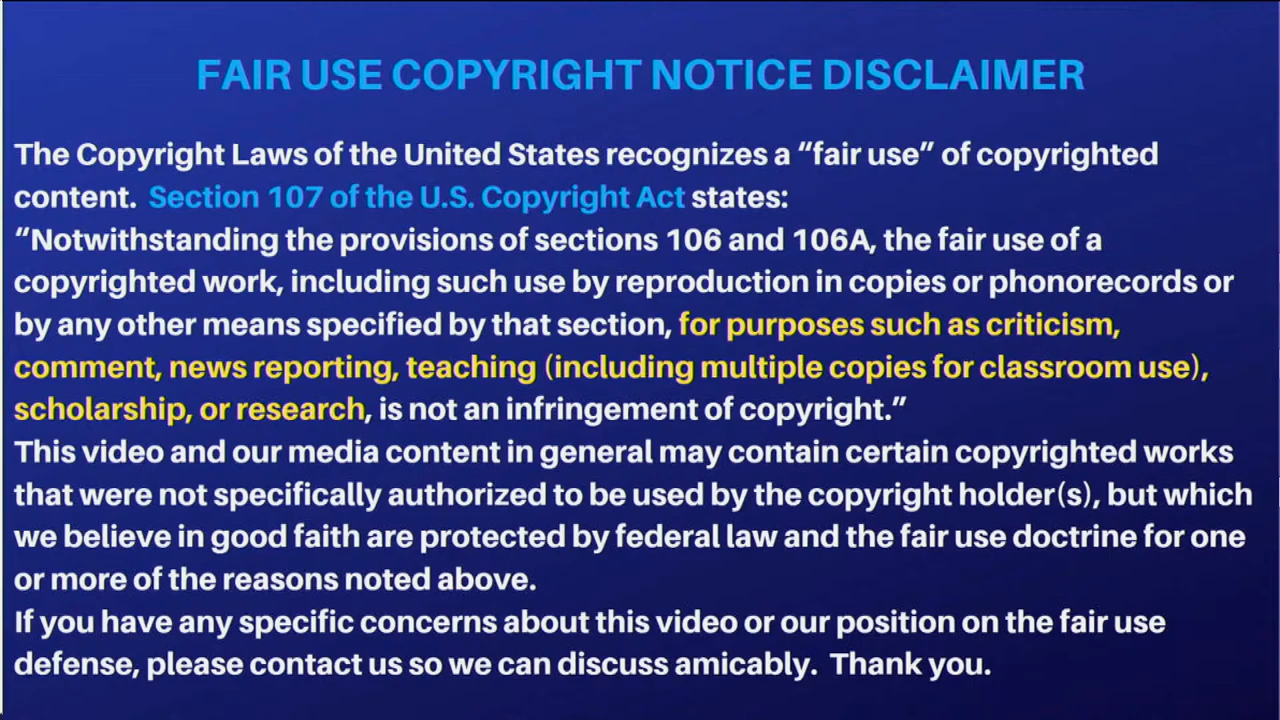 FAIR USE COPYRIGHT NOTICE DISCLAIMER
The Copyright Laws of the United States recognizes a “fair use” of copyrighted
content.  Section 107 of the U.S. Copyright Act states:
“Notwithstanding the provisions of sections 106 and 106A, the fair use of a
copyrighted work, including such use by reproduction in copies or phonorecords or
by any other means specified by that section, for purposes such as criticism,
comment, news reporting, teaching (including multiple copies for classroom use),
scholarship, or research, is not an infringement of copyright.”
This video and our media content in general may contain certain copyrighted works
that were not specifically authorized to be used by the copyright holder(s), but which
we believe in good faith are protected by federal law and the fair use doctrine for one
or more of the reasons noted above.
If you have any specific concerns about this video or our position on the fair use
defense, please contact us so we can discuss amicably.  Thank you.